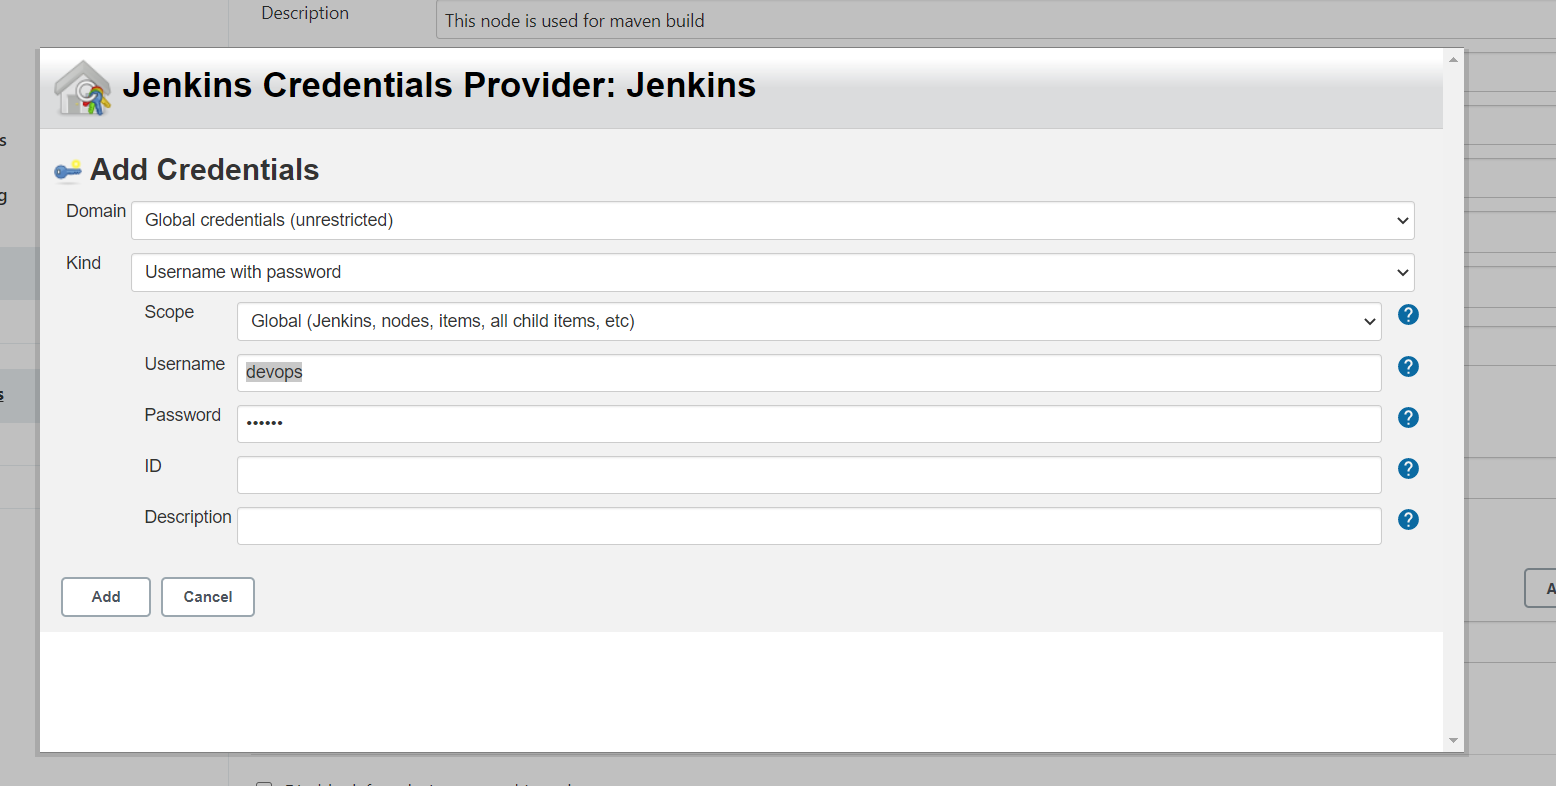 Description
This node is used for maven build
Jenkins Credentials Provider: Jenkins
s
Add Credentials
g
Domain
Global credentials (unrestricted)
Kind
Username with password
Scope
Global (Jenkins, nodes, items, all child items, etc)
?
Username
devops
?
s
Password
••••••
?
ID
?
Description
?
Add
Cancel
A